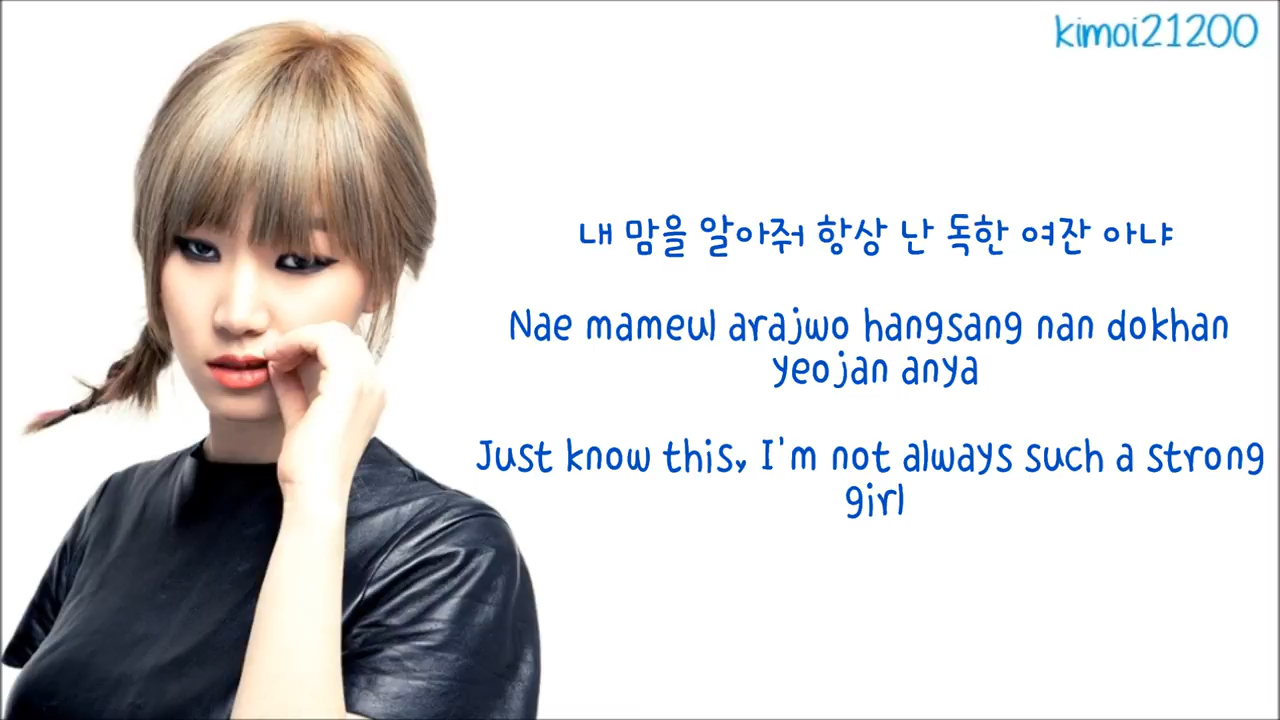 kimoi21200
내 맘을 알아줘 항상 난 독한 여잔 아냐
Nae mameul arajwo hangsang nan dokhan
yeojan anya
Just know this, I'm not always such a strong
girl